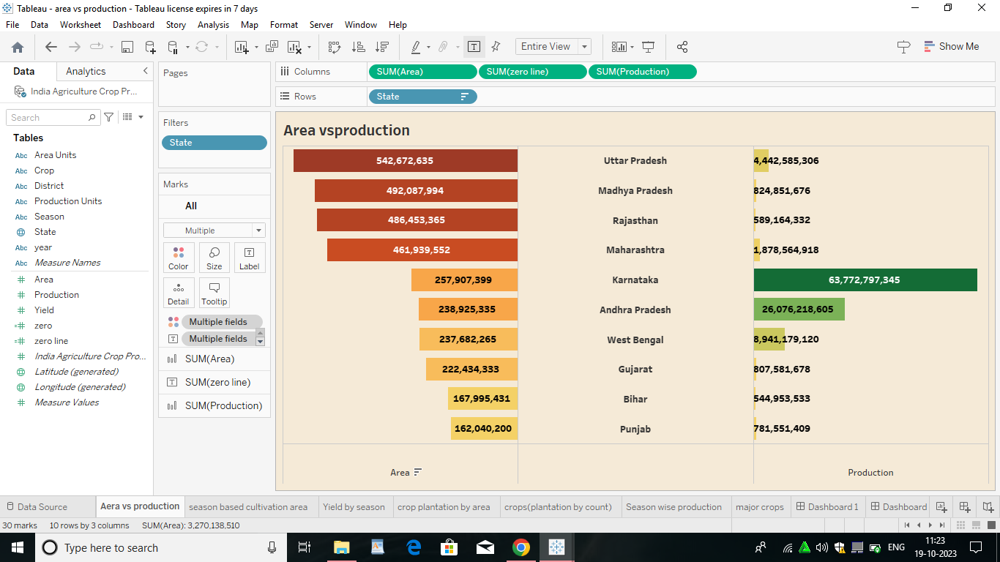 Tableau - area vs production - Tableau license expires in 7 days
File Data Worksheet Dashboard Story Analysis Map Format Server Window Help
Entire View
Show Me
Data Analytics
India Agriculture Crop Pr...
Search
Tables
Abc Area Units
Abc Crop
Abc District
Abc Production Units
Abc Season
State
Abc year
Abc Measure Names
Area
Production
Yield
zero
zero line
India Agriculture Crop Pro...
Latitude (generated)
Longitude (generated)
Measure Values
Pages
Filters
State
Marks
All
Multiple
Color Size Label
Detail Tooltip
Multiple fields
Multiple fields
SUM(Area)
SUM(zero line)
SUM(Production)
Columns SUM(Area) SUM(zero line) SUM(Production)
Rows State
Area vsproduction
542,672,635 Uttar Pradesh 4,442,585,306
492,087,994 Madhya Pradesh 824,851,676
486,453,365 Rajasthan 589,164,332
461,939,552 Maharashtra 1,878,564,918
257,907,399 Karnataka 63,772,797,345
238,925,335 Andhra Pradesh 26,076,218,605
237,682,265 West Bengal 8,941,179,120
222,434,333 Gujarat 807,581,678
167,995,431 Bihar 544,953,533
162,040,200 Punjab 781,551,409
Area Production
Data Source Aera vs production season based cultivation area Yield by season crop plantation by area crops(plantation by count) Season wise production major crops Dashboard 1 Dashboard
30 marks 10 rows by 3 columns SUM(Area): 3,270,138,510
Type here to search
ENG
11:23
19-10-2023